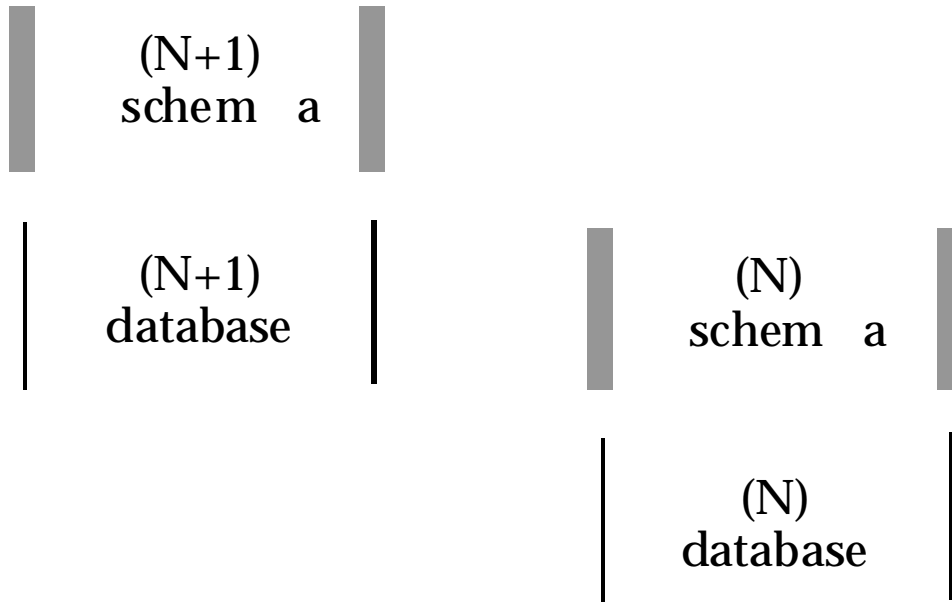 (N+1)
schem a
(N+1)
database
(N)
schem a
(N)
database